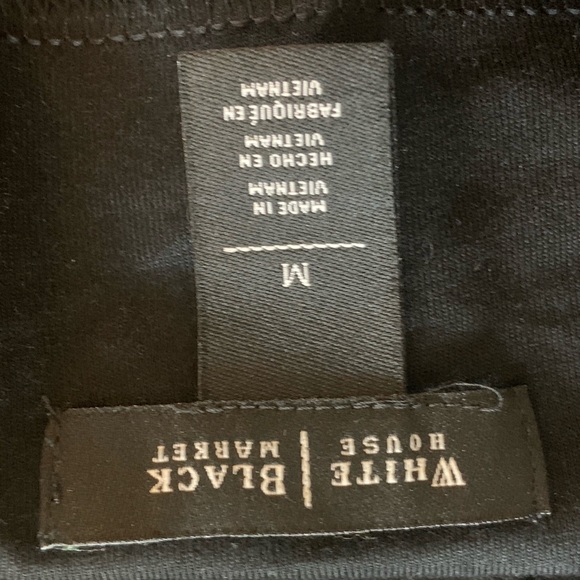 WHITE | BLACK
HOUSE MARKET
M
MADE IN
VIETNAM
HECHO EN
VIETNAM
FABRIQUÉ EN
VIETNAM